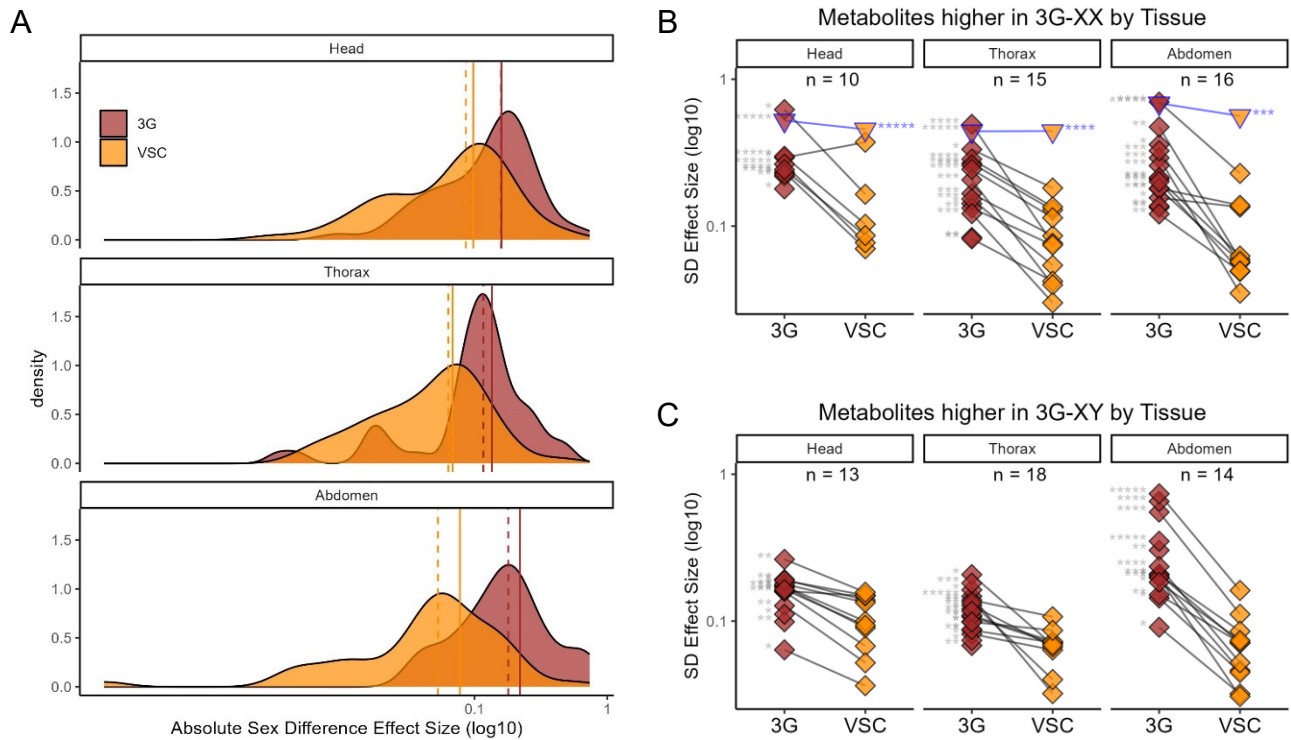 A
Head
1.5
1.0
0.5
0.0
3G
VSC
Thorax
1.5
1.0
0.5
0.0
density
Abdomen
1.5
1.0
0.5
0.0
0.1
1
Absolute Sex Difference Effect Size (log10)
B
Metabolites higher in 3G-XX by Tissue
Head
Thorax
Abdomen
n = 10
n = 15
n = 16
1
0.1
SD Effect Size (log10)
*****
****
***
3G
VSC
3G
VSC
3G
VSC
C
Metabolites higher in 3G-XY by Tissue
Head
Thorax
Abdomen
n = 13
n = 18
n = 14
1
0.1
SD Effect Size (log10)
3G
VSC
3G
VSC
3G
VSC